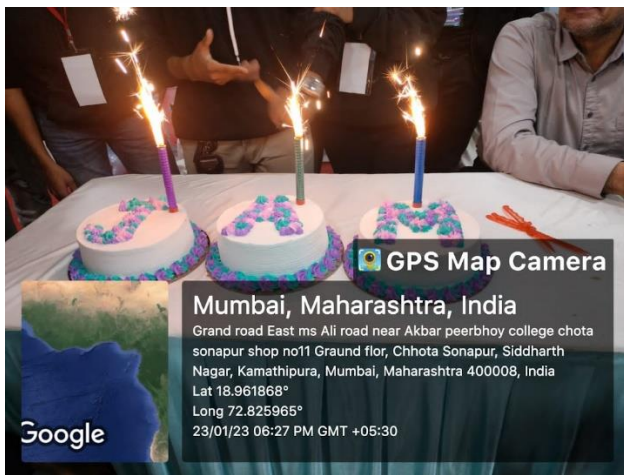 J A M
GPS Map Camera
Mumbai, Maharashtra, India
Grand road East ms Ali road near Akbar peerbhoy college chota
sonapur shop no11 Graund flor, Chhota Sonapur, Siddharth
Nagar, Kamathipura, Mumbai, Maharashtra 400008, India
Lat 18.961868°
Long 72.825965°
23/01/23 06:27 PM GMT +05:30
Google